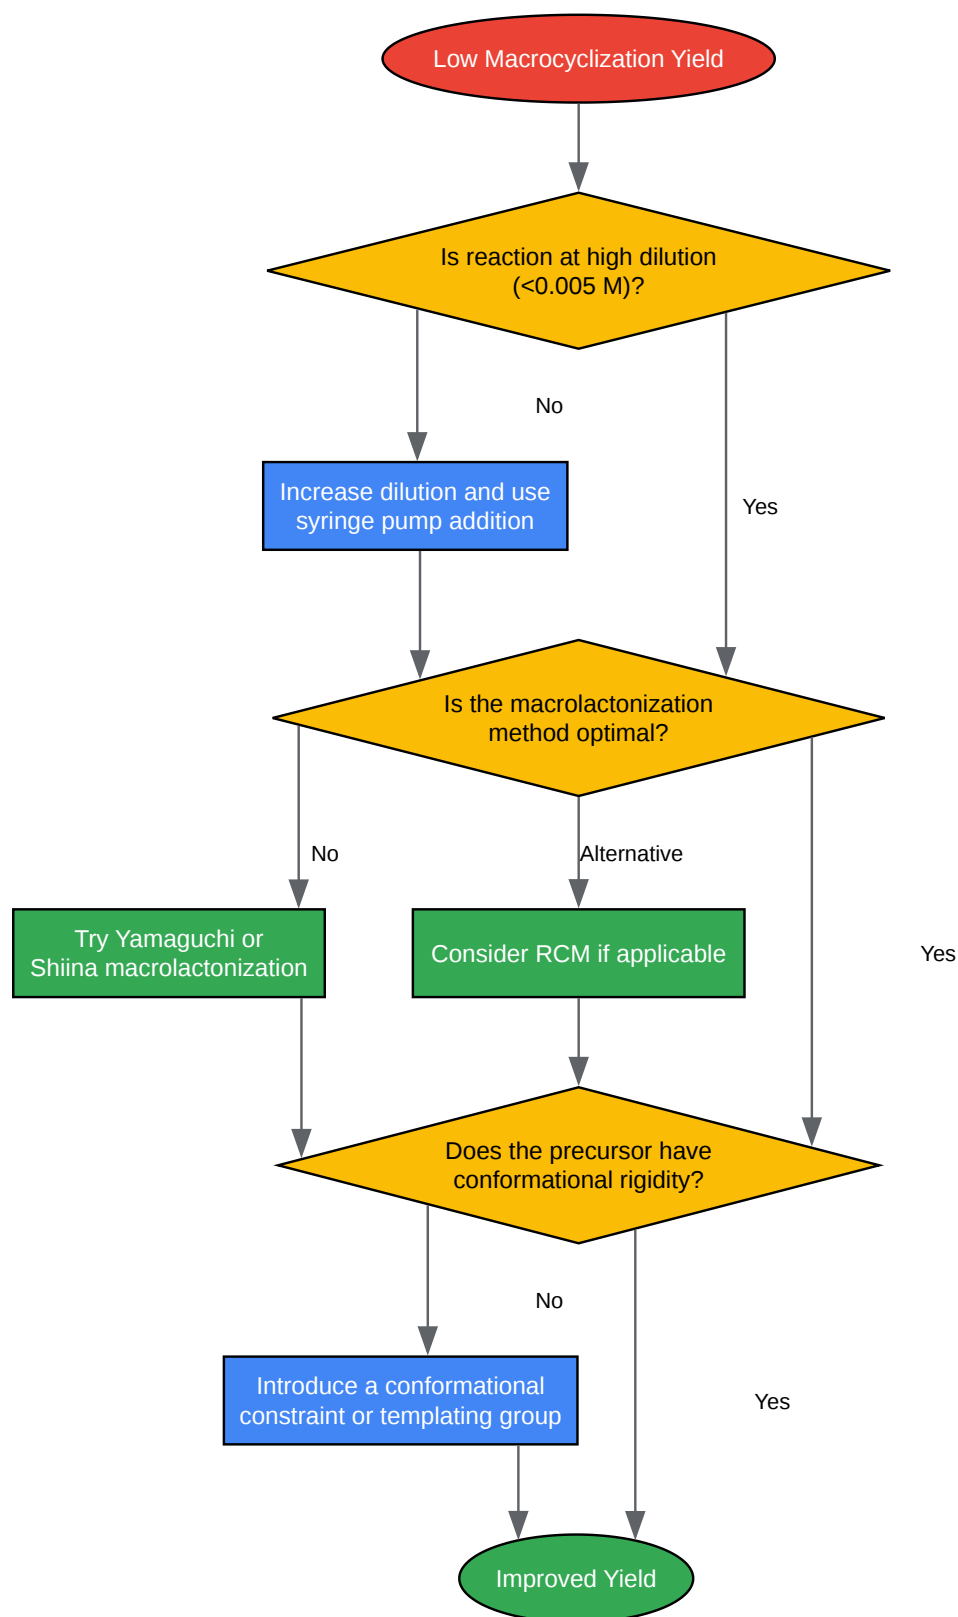 Low Macrocyclization Yield
Is reaction at high dilution
(<0.005 M)?
No
Increase dilution and use
syringe pump addition
Yes
Is the macrolactonization
method optimal?
No
Alternative
Try Yamaguchi or
Shiina macrolactonization
Consider RCM if applicable
Yes
Does the precursor have
conformational rigidity?
No
Introduce a conformational
constraint or templating group
Yes
Improved Yield